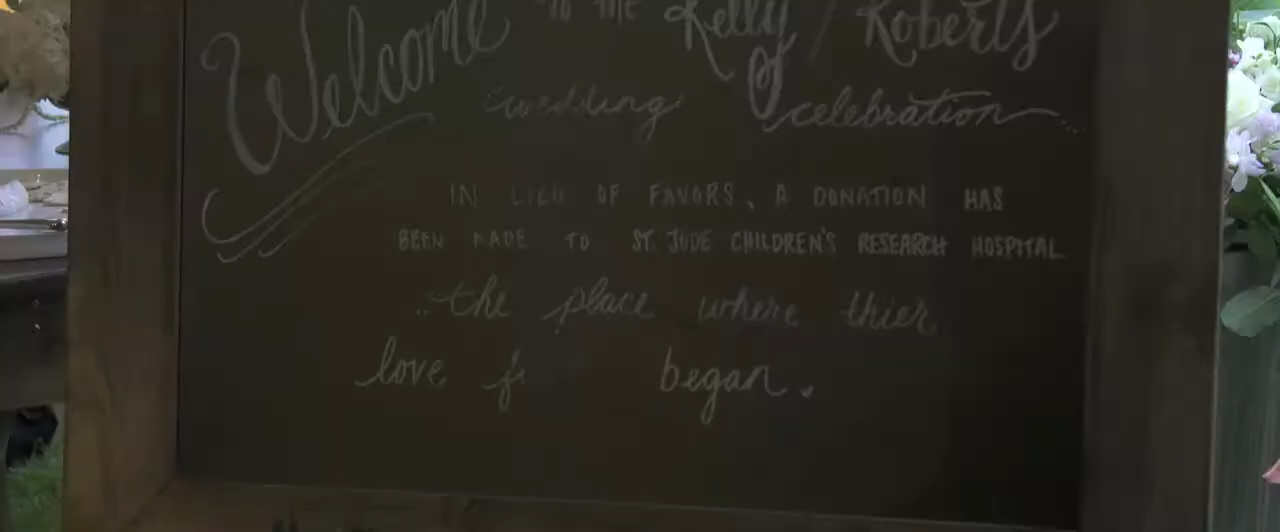 Welcome to the Kelly / Roberts
wedding celebration
IN LIEU OF FAVORS, A DONATION HAS
BEEN MADE TO ST. JUDE CHILDREN'S RESEARCH HOSPITAL
..the place where thier
love began.